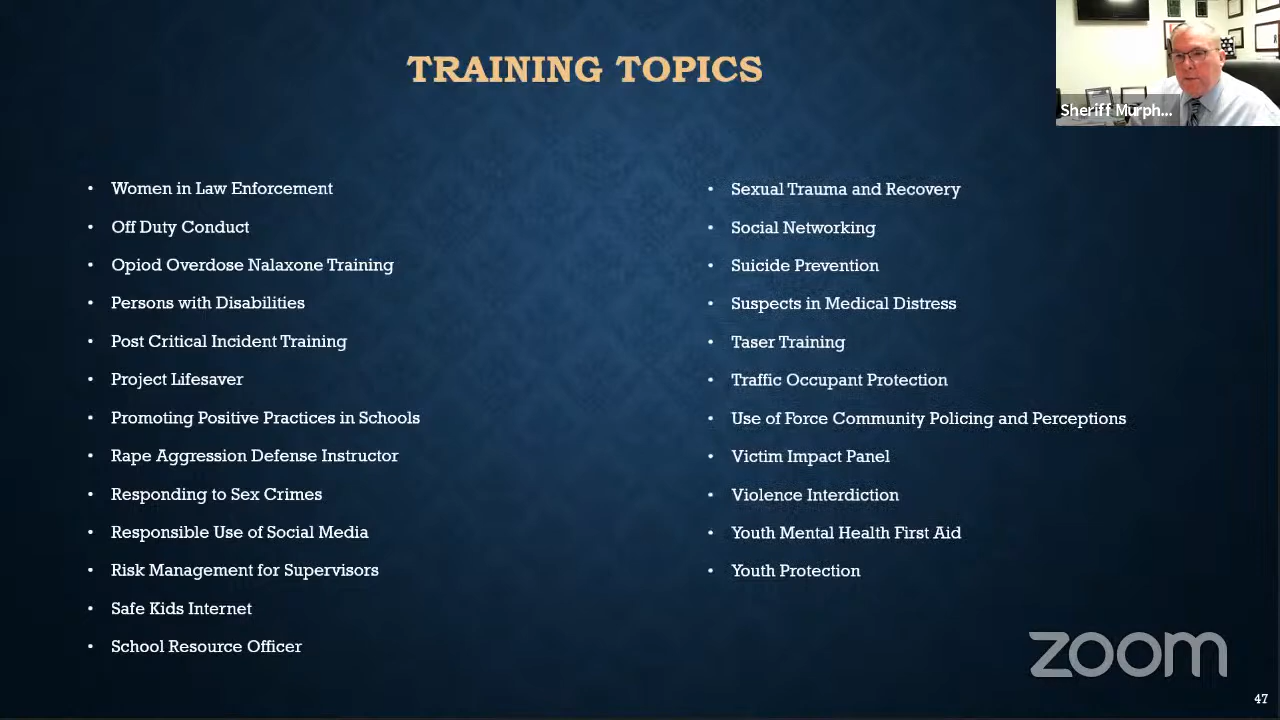 TRAINING TOPICS
Sheriff Murph...
• Women in Law Enforcement
• Off Duty Conduct
• Opiod Overdose Nalaxone Training
• Persons with Disabilities
• Post Critical Incident Training
• Project Lifesaver
• Promoting Positive Practices in Schools
• Rape Aggression Defense Instructor
• Responding to Sex Crimes
• Responsible Use of Social Media
• Risk Management for Supervisors
• Safe Kids Internet
• School Resource Officer
• Sexual Trauma and Recovery
• Social Networking
• Suicide Prevention
• Suspects in Medical Distress
• Taser Training
• Traffic Occupant Protection
• Use of Force Community Policing and Perceptions
• Victim Impact Panel
• Violence Interdiction
• Youth Mental Health First Aid
• Youth Protection
zoom
47